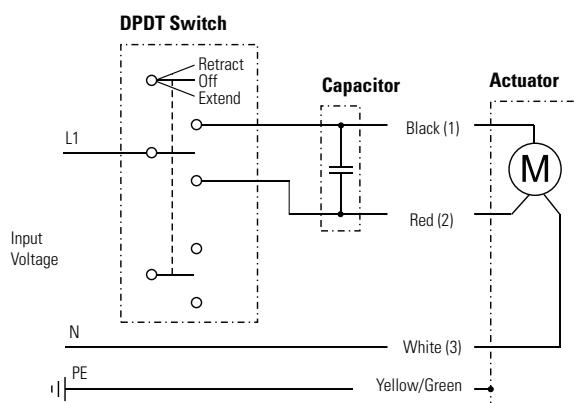 DPDT Switch
Retract
Off
Extend
Capacitor
Actuator
L1
Black (1)
M
Red (2)
Input
Voltage
N
White (3)
PE
Yellow/Green